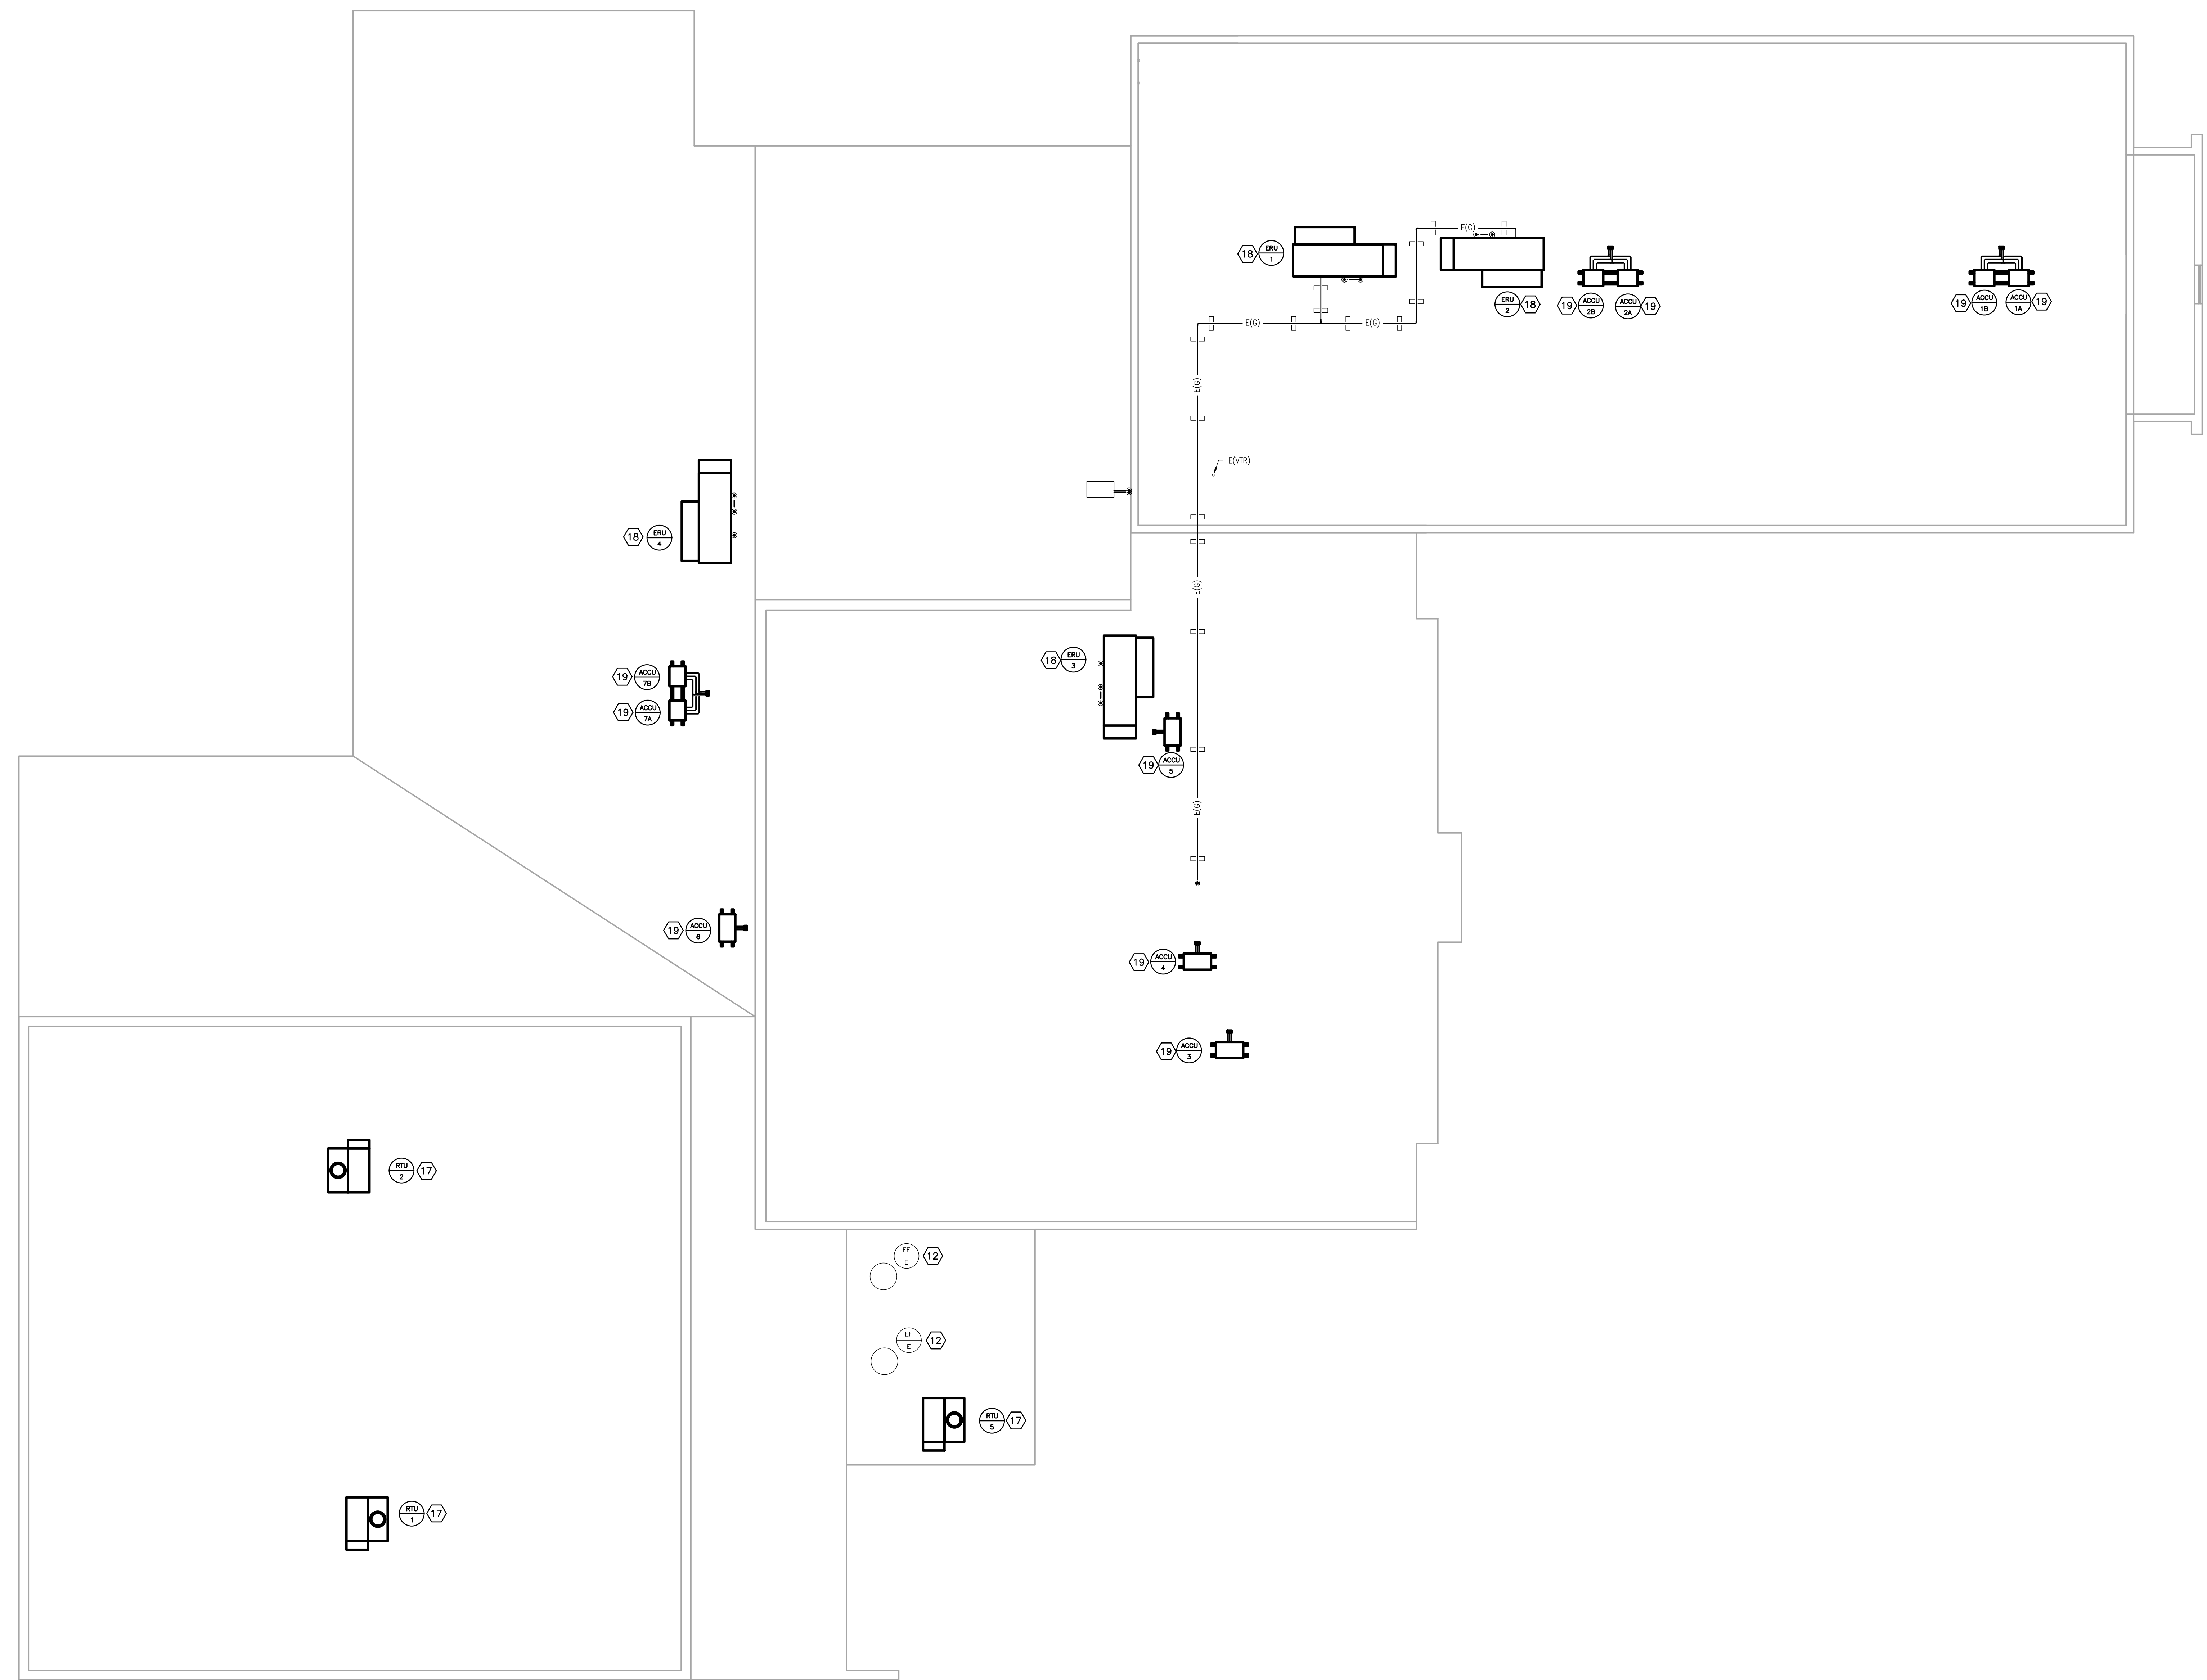 E(G)
18
ERU
1
ERU
2
18
19
ACCU
2B
ACCU
2A
19
19
ACCU
1B
ACCU
1A
19
E(G)
E(G)
E(G)
E(VTR)
18
ERU
4
E(G)
18
ERU
3
19
ACCU
7B
19
ACCU
7A
19
ACCU
5
E(G)
19
ACCU
6
19
ACCU
4
19
ACCU
3
RTU
2
17
EF
E
12
EF
E
12
RTU
5
17
RTU
1
17